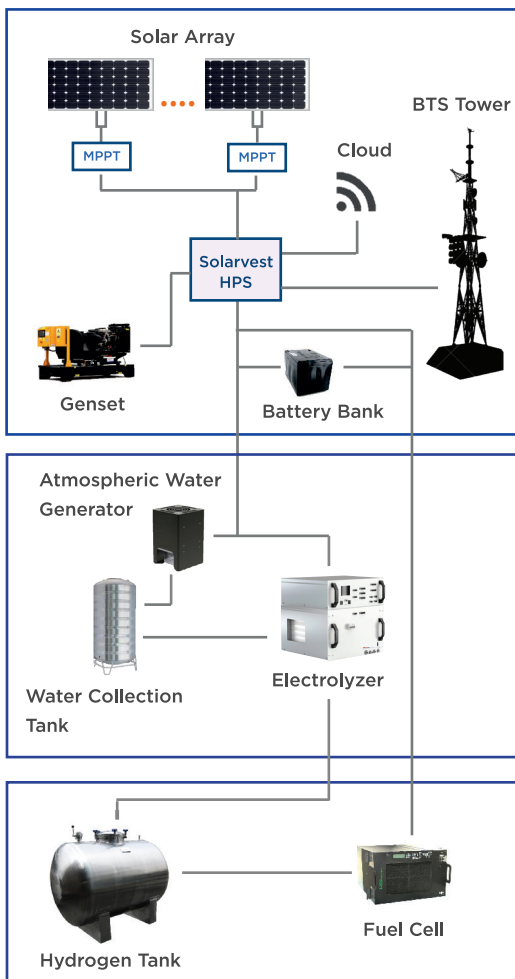 Solar Array
BTS Tower
MPPT
MPPT
Cloud
Solarvest
HPS
Genset
Battery Bank
Atmospheric Water
Generator
Water Collection
Tank
Electrolyzer
Hydrogen Tank
Fuel Cell